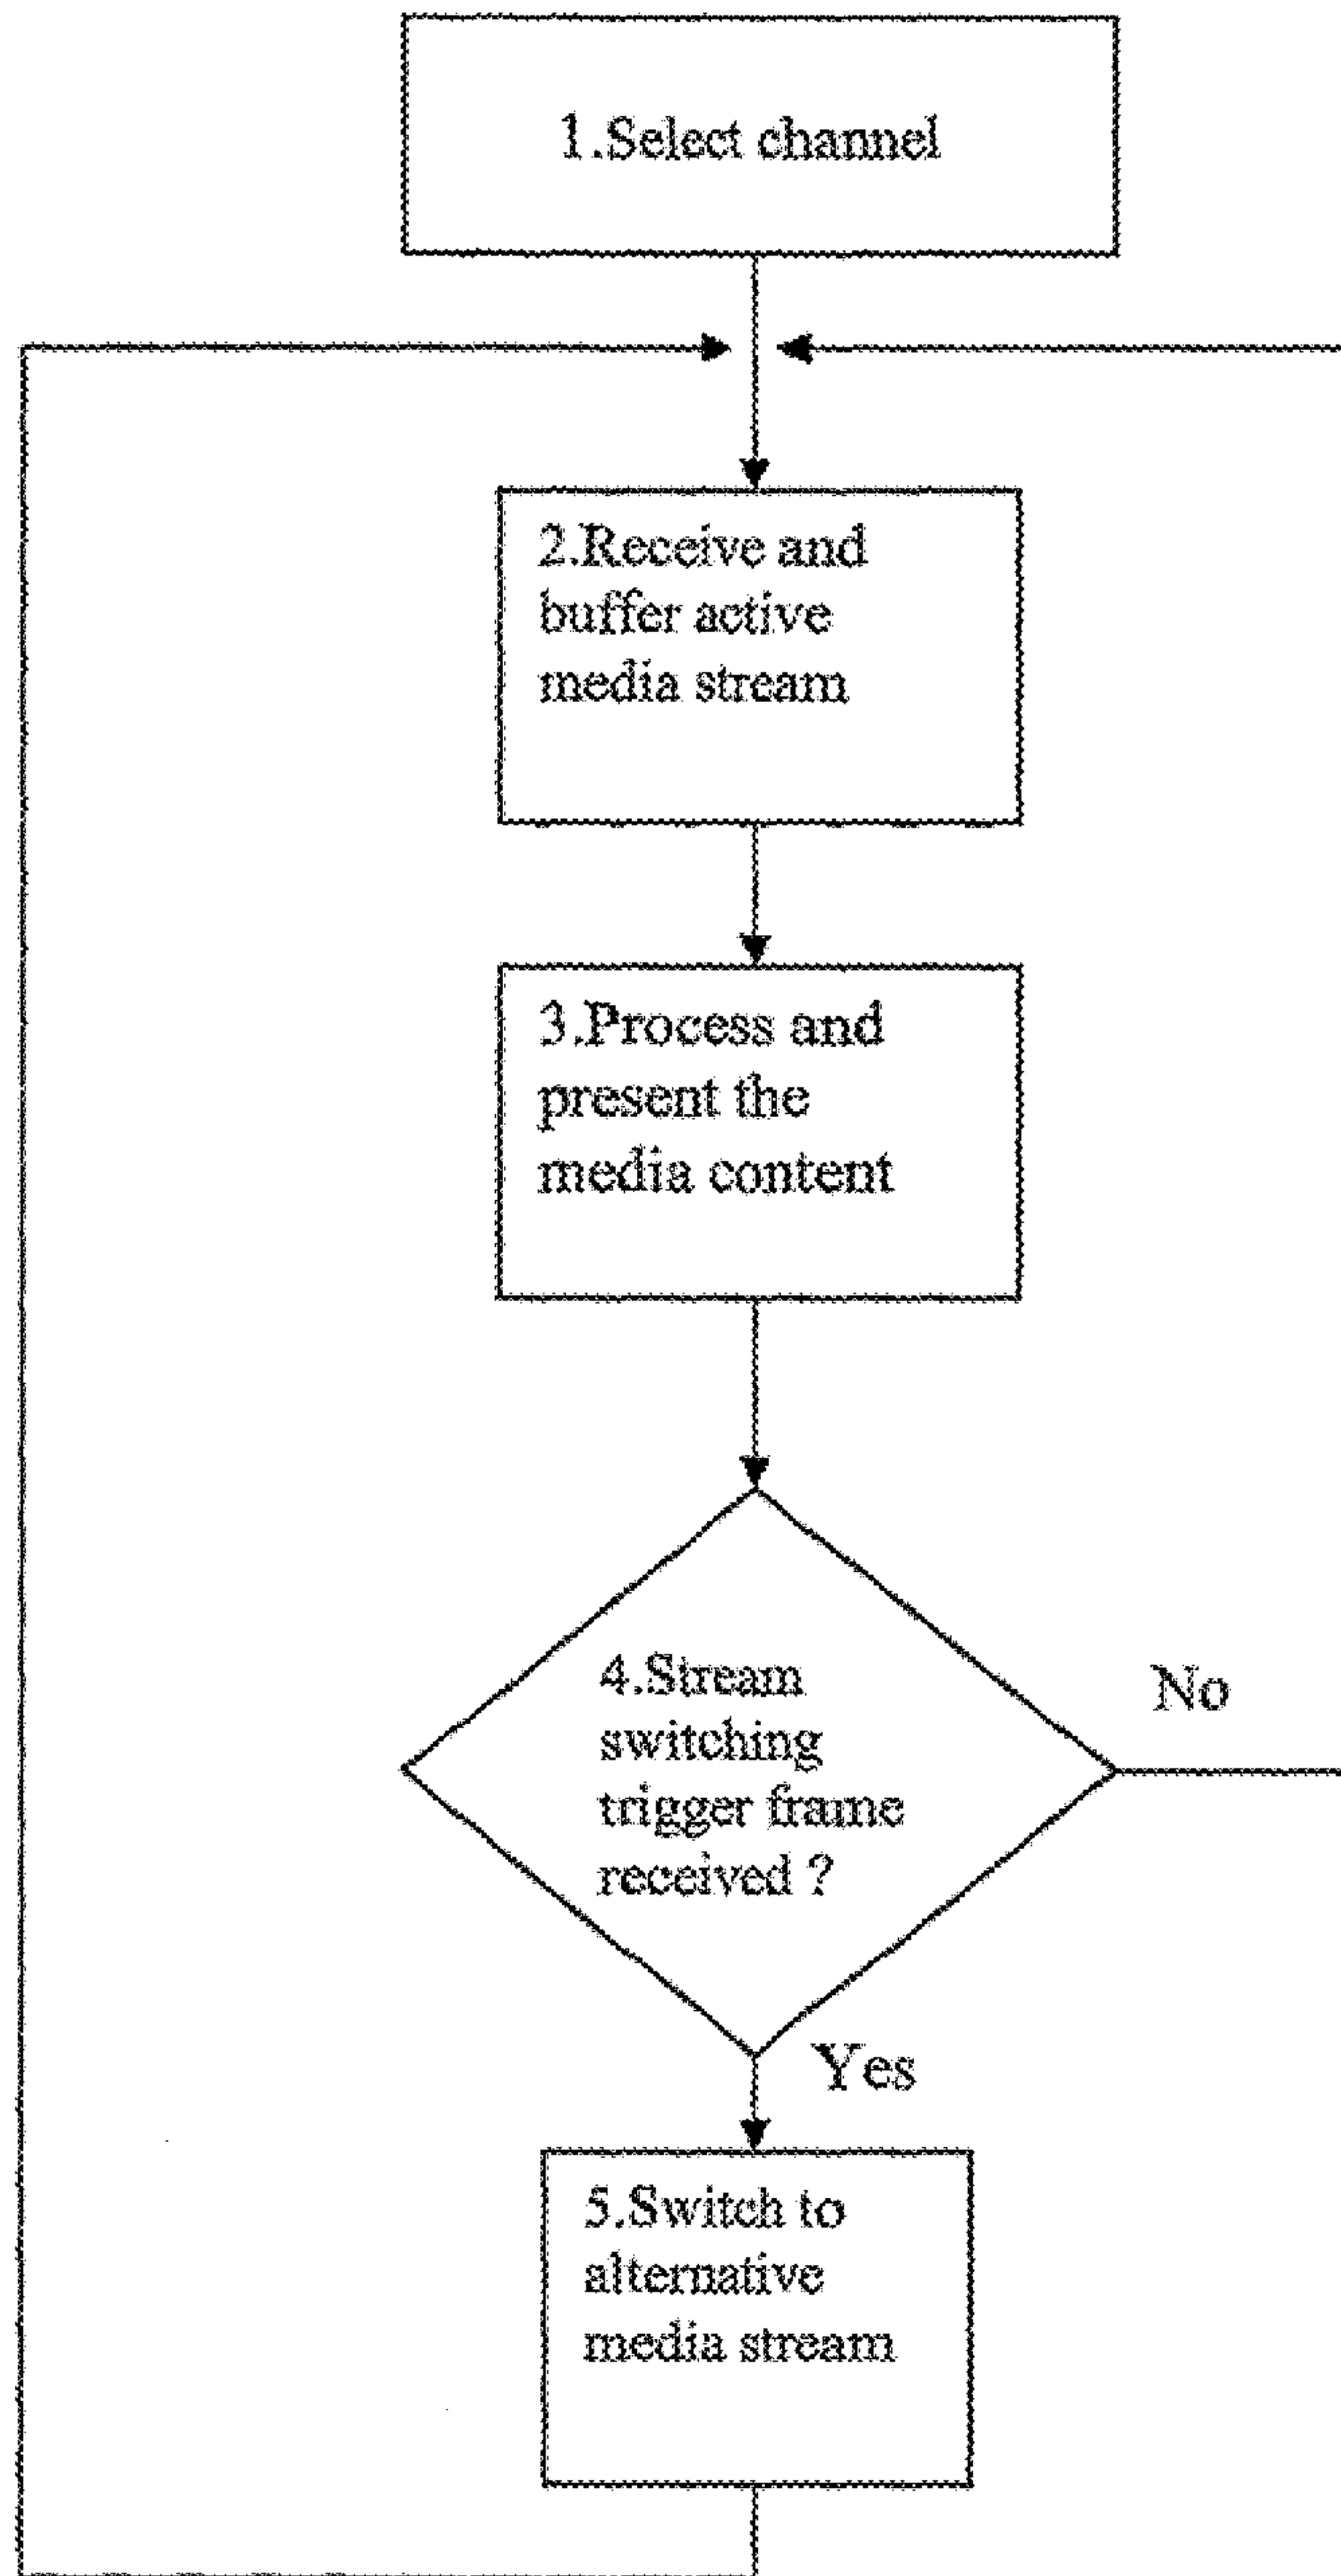 1.Select channel
2.Receive and
buffer active
media stream
3.Process and
present the
media content
4.Stream
switching
trigger frame
received ?
No
Yes
5.Switch to
alternative
media stream